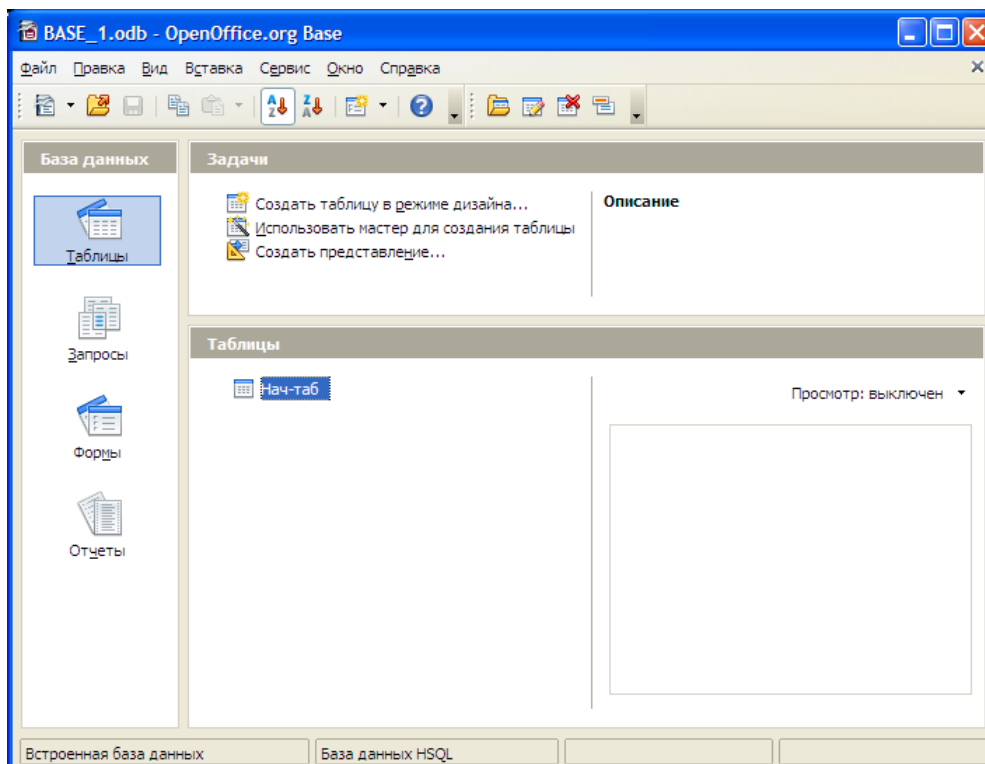 BASE_1.odb - OpenOffice.org Base
Файл Правка Вид Вставка Сервис Окно Справка
База данных
Таблицы
Запросы
Формы
Отчеты
Задачи
Создать таблицу в режиме дизайна...
Использовать мастер для создания таблицы
Создать представление...
Описание
Таблицы
Нач-таб
Просмотр: выключен
Встроенная база данных
База данных HSQL